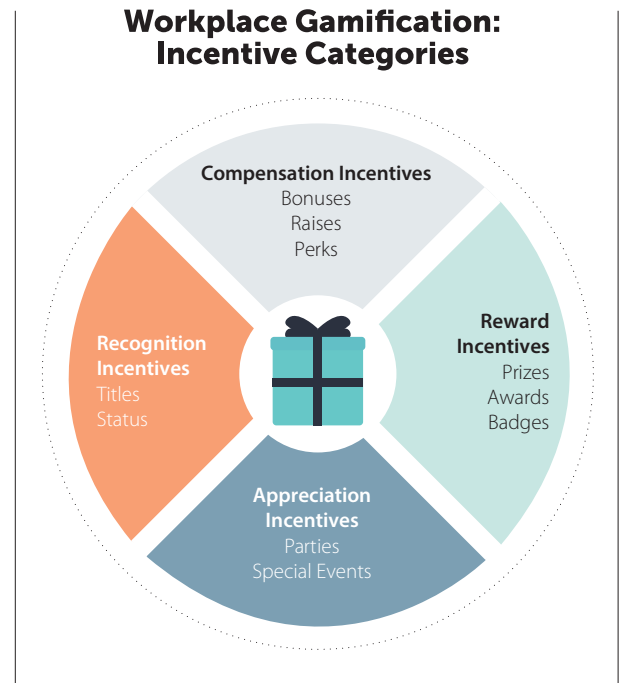 Workplace Gamification:
Incentive Categories
Compensation Incentives
Bonuses
Raises
Perks
Reward
Incentives
Prizes
Awards
Badges
Recognition
Incentives
Titles
Status
Appreciation
Incentives
Parties
Special Events